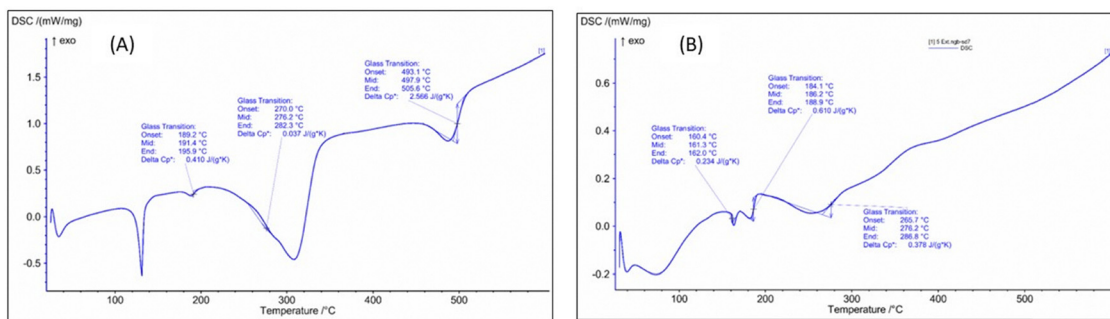 DSC /(mW/mg)
↑ exo
(A)
[1]
1.5
1.0
0.5
0.0
-0.5
Glass Transition:
Onset: 189.2 °C
Mid: 191.4 °C
End: 195.9 °C
Delta Cp*: 0.410 J/(g*K)
Glass Transition:
Onset: 270.0 °C
Mid: 276.2 °C
End: 282.3 °C
Delta Cp*: 0.037 J/(g*K)
Glass Transition:
Onset: 493.1 °C
Mid: 497.9 °C
End: 505.6 °C
Delta Cp*: 2.566 J/(g*K)
100 200 300 400 500
Temperature /°C
DSC /(mW/mg)
↑ exo
(B)
[1] 5 Ext.ngb-sd7
DSC
[1]
0.6
0.4
0.2
0.0
-0.2
Glass Transition:
Onset: 160.4 °C
Mid: 161.3 °C
End: 162.0 °C
Delta Cp*: 0.234 J/(g*K)
Glass Transition:
Onset: 184.1 °C
Mid: 186.2 °C
End: 188.9 °C
Delta Cp*: 0.610 J/(g*K)
Glass Transition:
Onset: 265.7 °C
Mid: 276.2 °C
End: 286.8 °C
Delta Cp*: 0.378 J/(g*K)
100 200 300 400 500
Temperature /°C